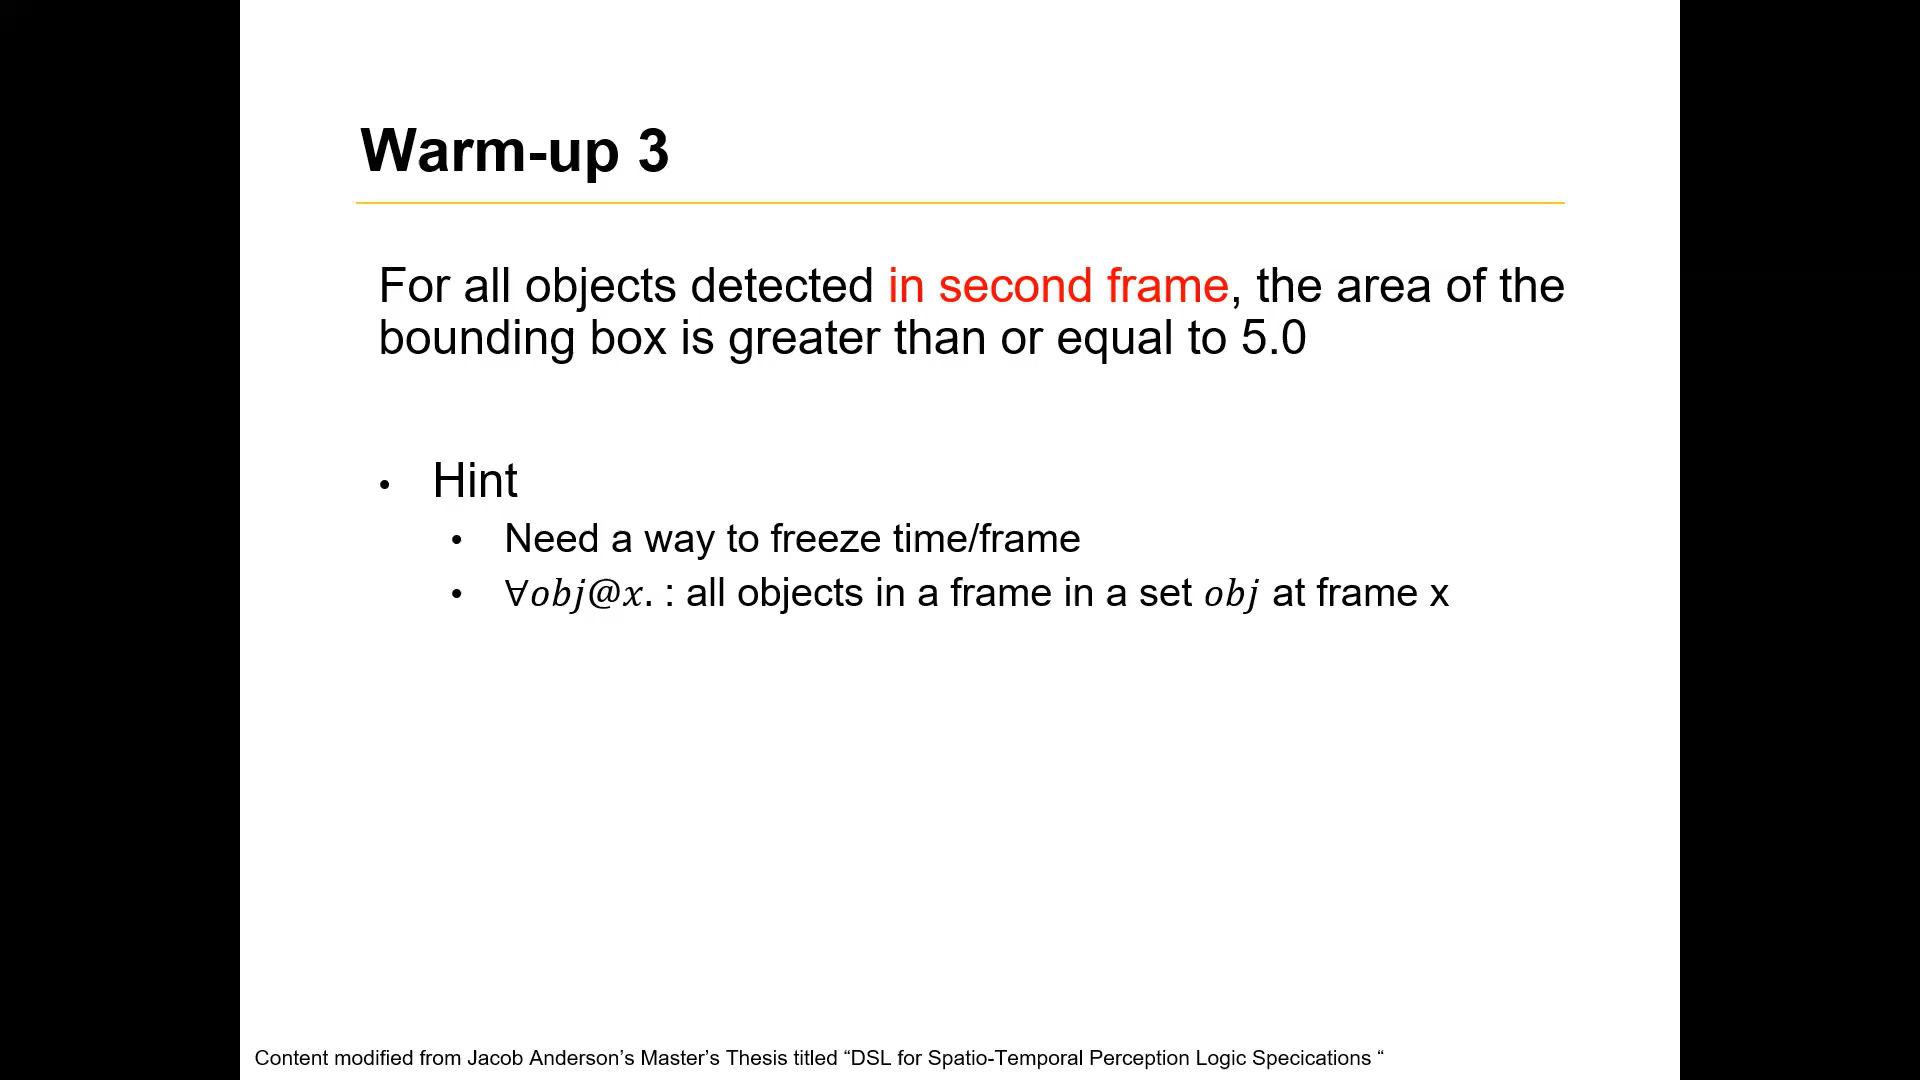 Warm-up 3
For all objects detected in second frame, the area of the
bounding box is greater than or equal to 5.0
• Hint
• Need a way to freeze time/frame
• ∀𝑜𝑏𝑗@𝑥. : all objects in a frame in a set 𝑜𝑏𝑗 at frame x
Content modified from Jacob Anderson’s Master’s Thesis titled “DSL for Spatio-Temporal Perception Logic Specications “